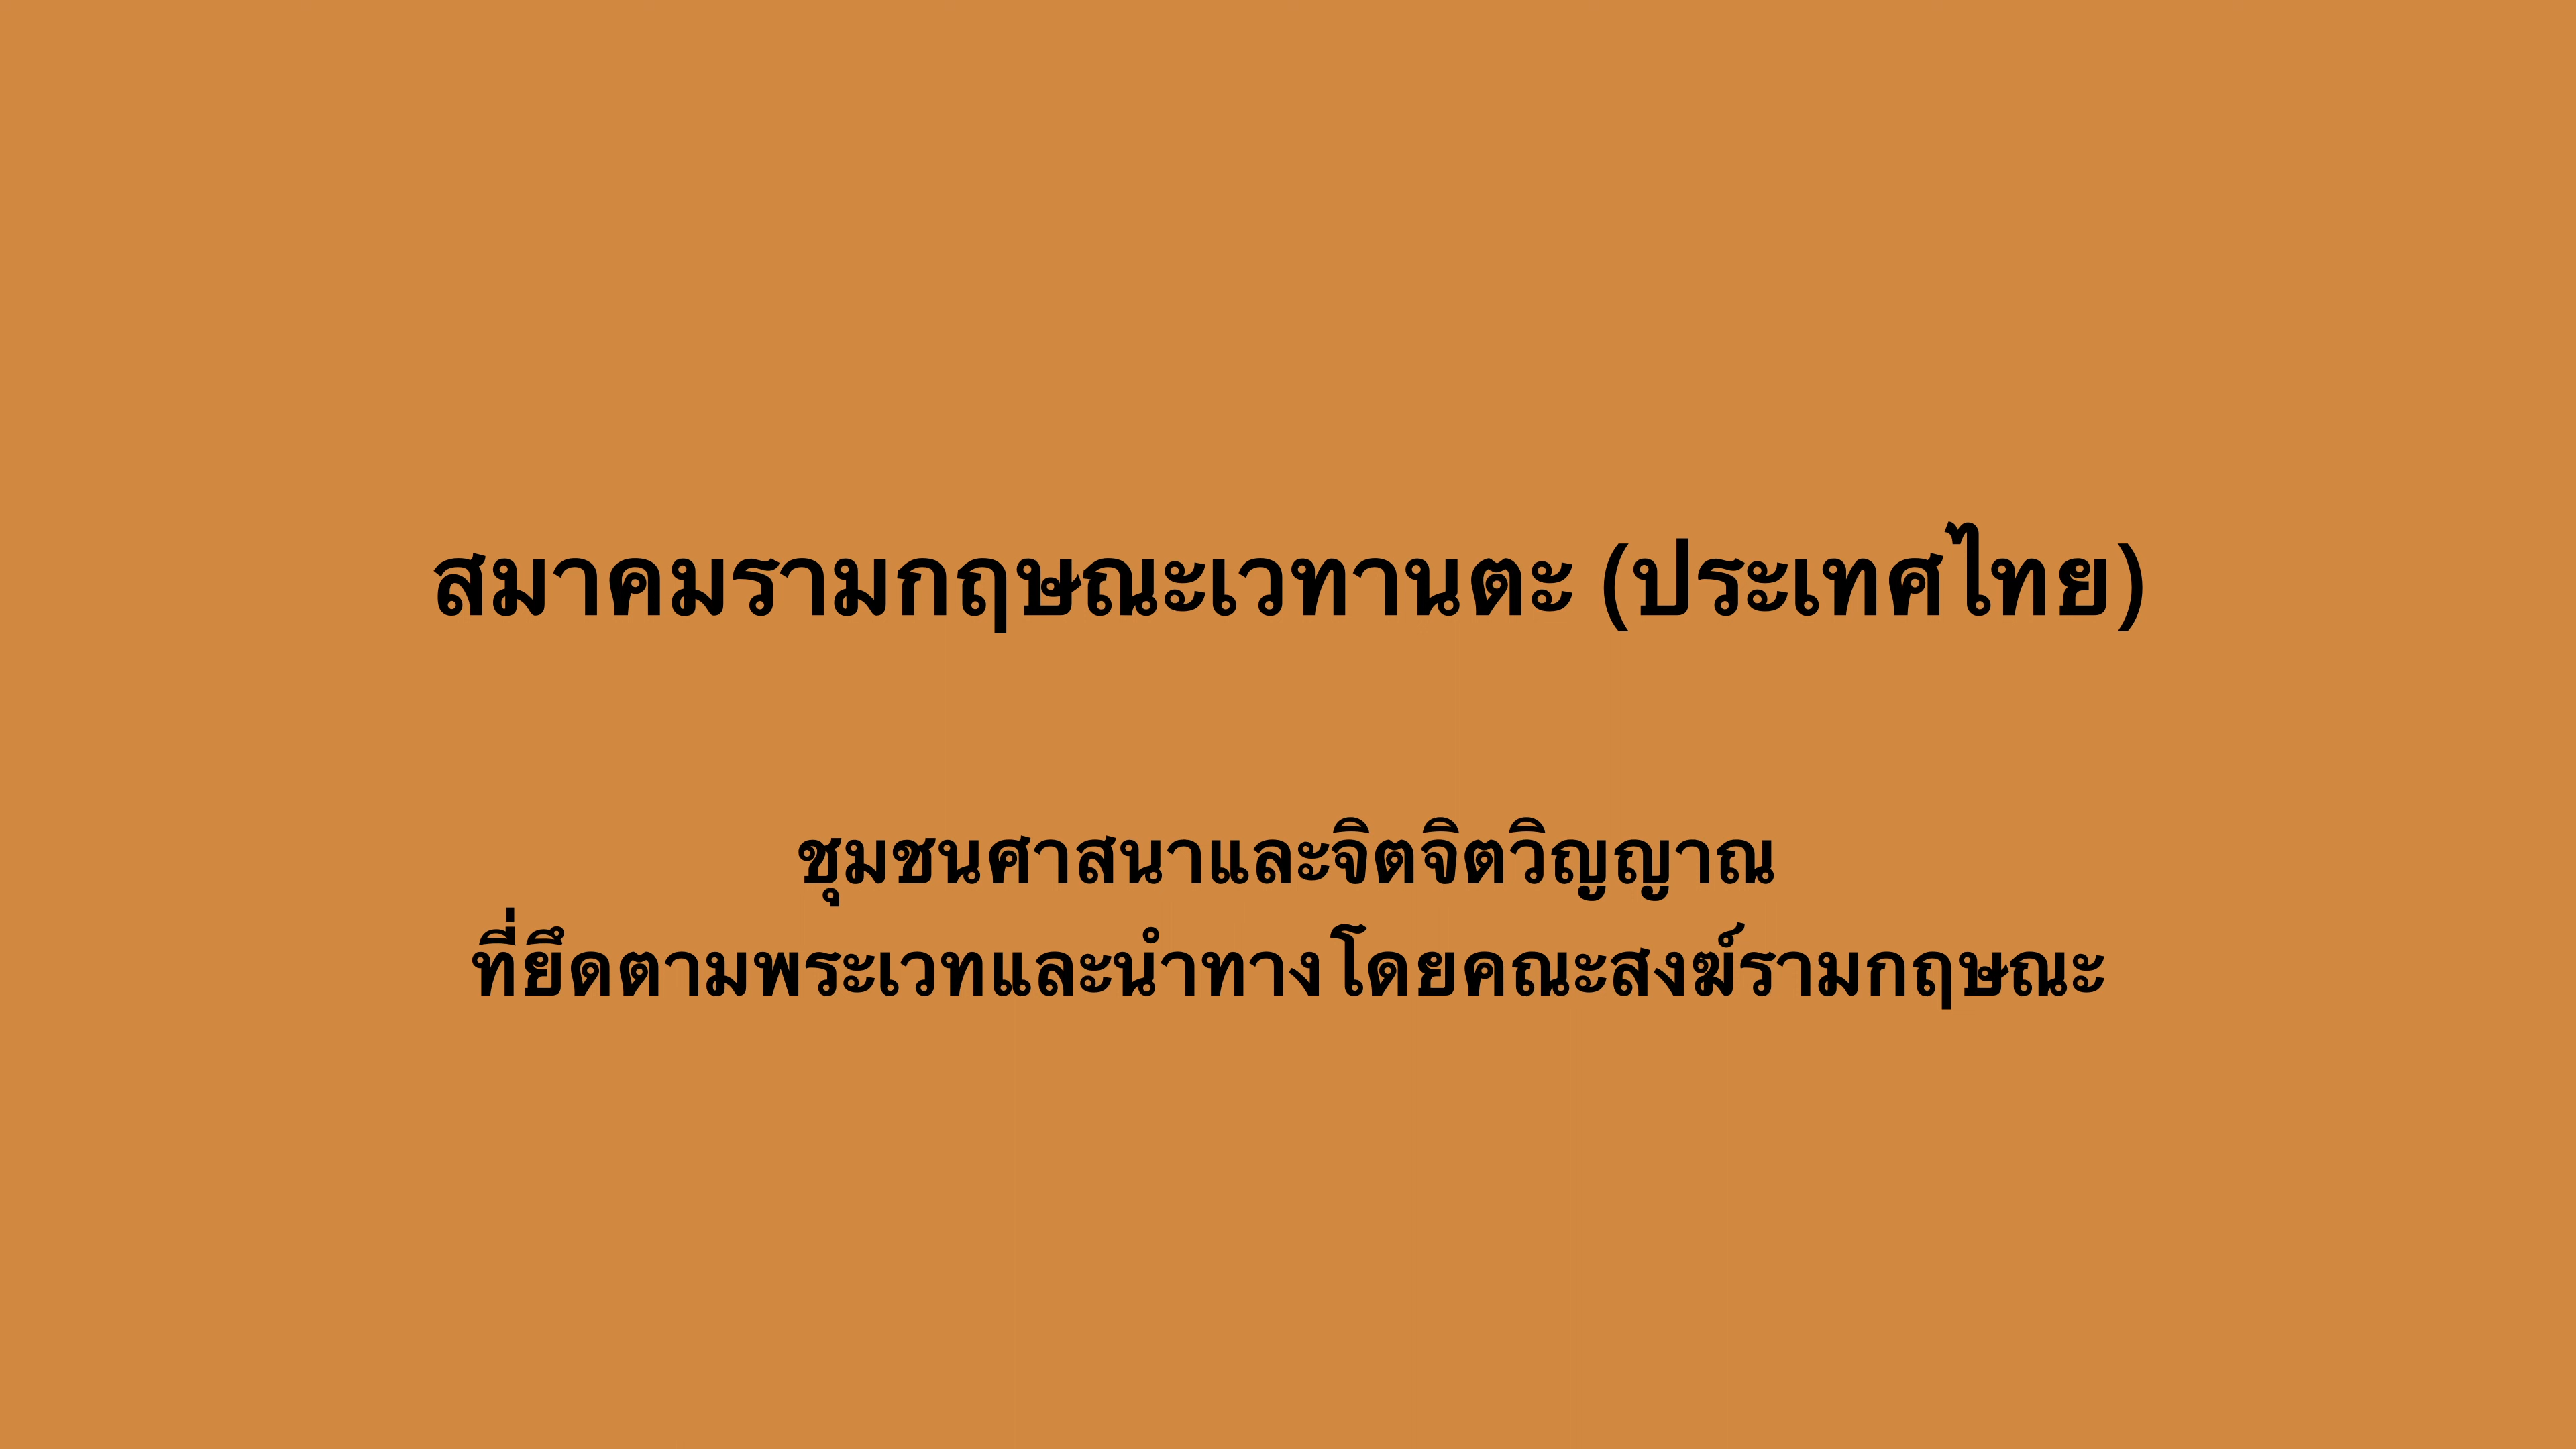 สมาคมรามกฤษณะเวทานตะ (ประเทศไทย)
ชุมชนศาสนาและจิตจิตวิญญาณ
ที่ยึดตามพระเวทและนำทางโดยคณะสงฆ์รามกฤษณะ